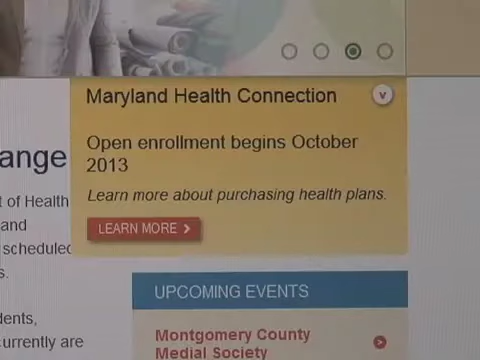 Maryland Health Connection
v
Open enrollment begins October
2013
Learn more about purchasing health plans.
LEARN MORE
ange
t of Health
and
scheduled
s.
dents,
currently are
UPCOMING EVENTS
Montgomery County
Medial Society